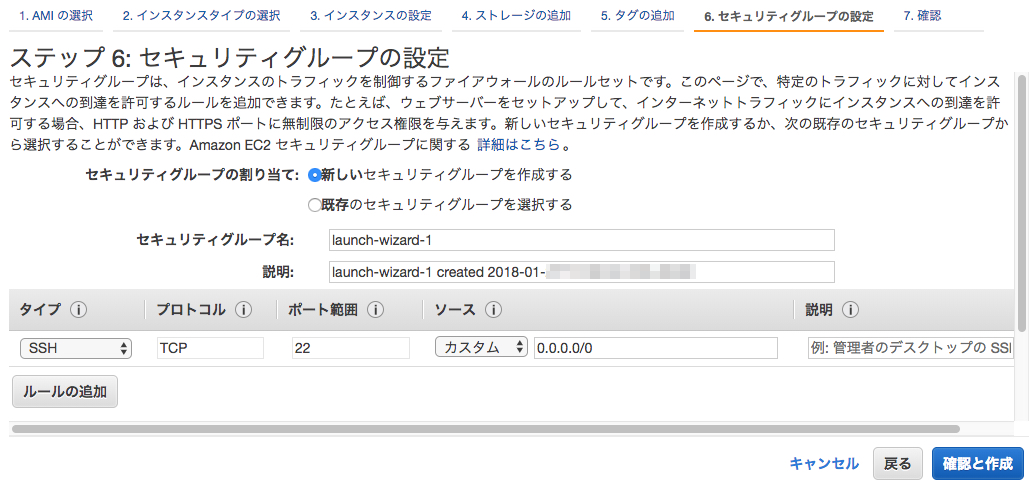 1. AMI の選択 2. インスタンスタイプの選択 3. インスタンスの設定 4. ストレージの追加 5. タグの追加 6. セキュリティグループの設定 7. 確認
ステップ 6: セキュリティグループの設定
セキュリティグループは、インスタンスのトラフィックを制御するファイアウォールのルールセットです。このページで、特定のトラフィックに対してインス
タンスへの到達を許可するルールを追加できます。たとえば、ウェブサーバーをセットアップして、インターネットトラフィックにインスタンスへの到達を許
可する場合、HTTP および HTTPS ポートに無制限のアクセス権限を与えます。新しいセキュリティグループを作成するか、次の既存のセキュリティグループか
ら選択することができます。Amazon EC2 セキュリティグループに関する 詳細はこちら 。
セキュリティグループの割り当て: 新しいセキュリティグループを作成する
既存のセキュリティグループを選択する
セキュリティグループ名: launch-wizard-1
説明: launch-wizard-1 created 2018-01-
タイプ i プロトコル i ポート範囲 i ソース i 説明 i
SSH TCP 22 カスタム 0.0.0.0/0 例: 管理者のデスクトップの SSI
ルールの追加
キャンセル 戻る 確認と作成